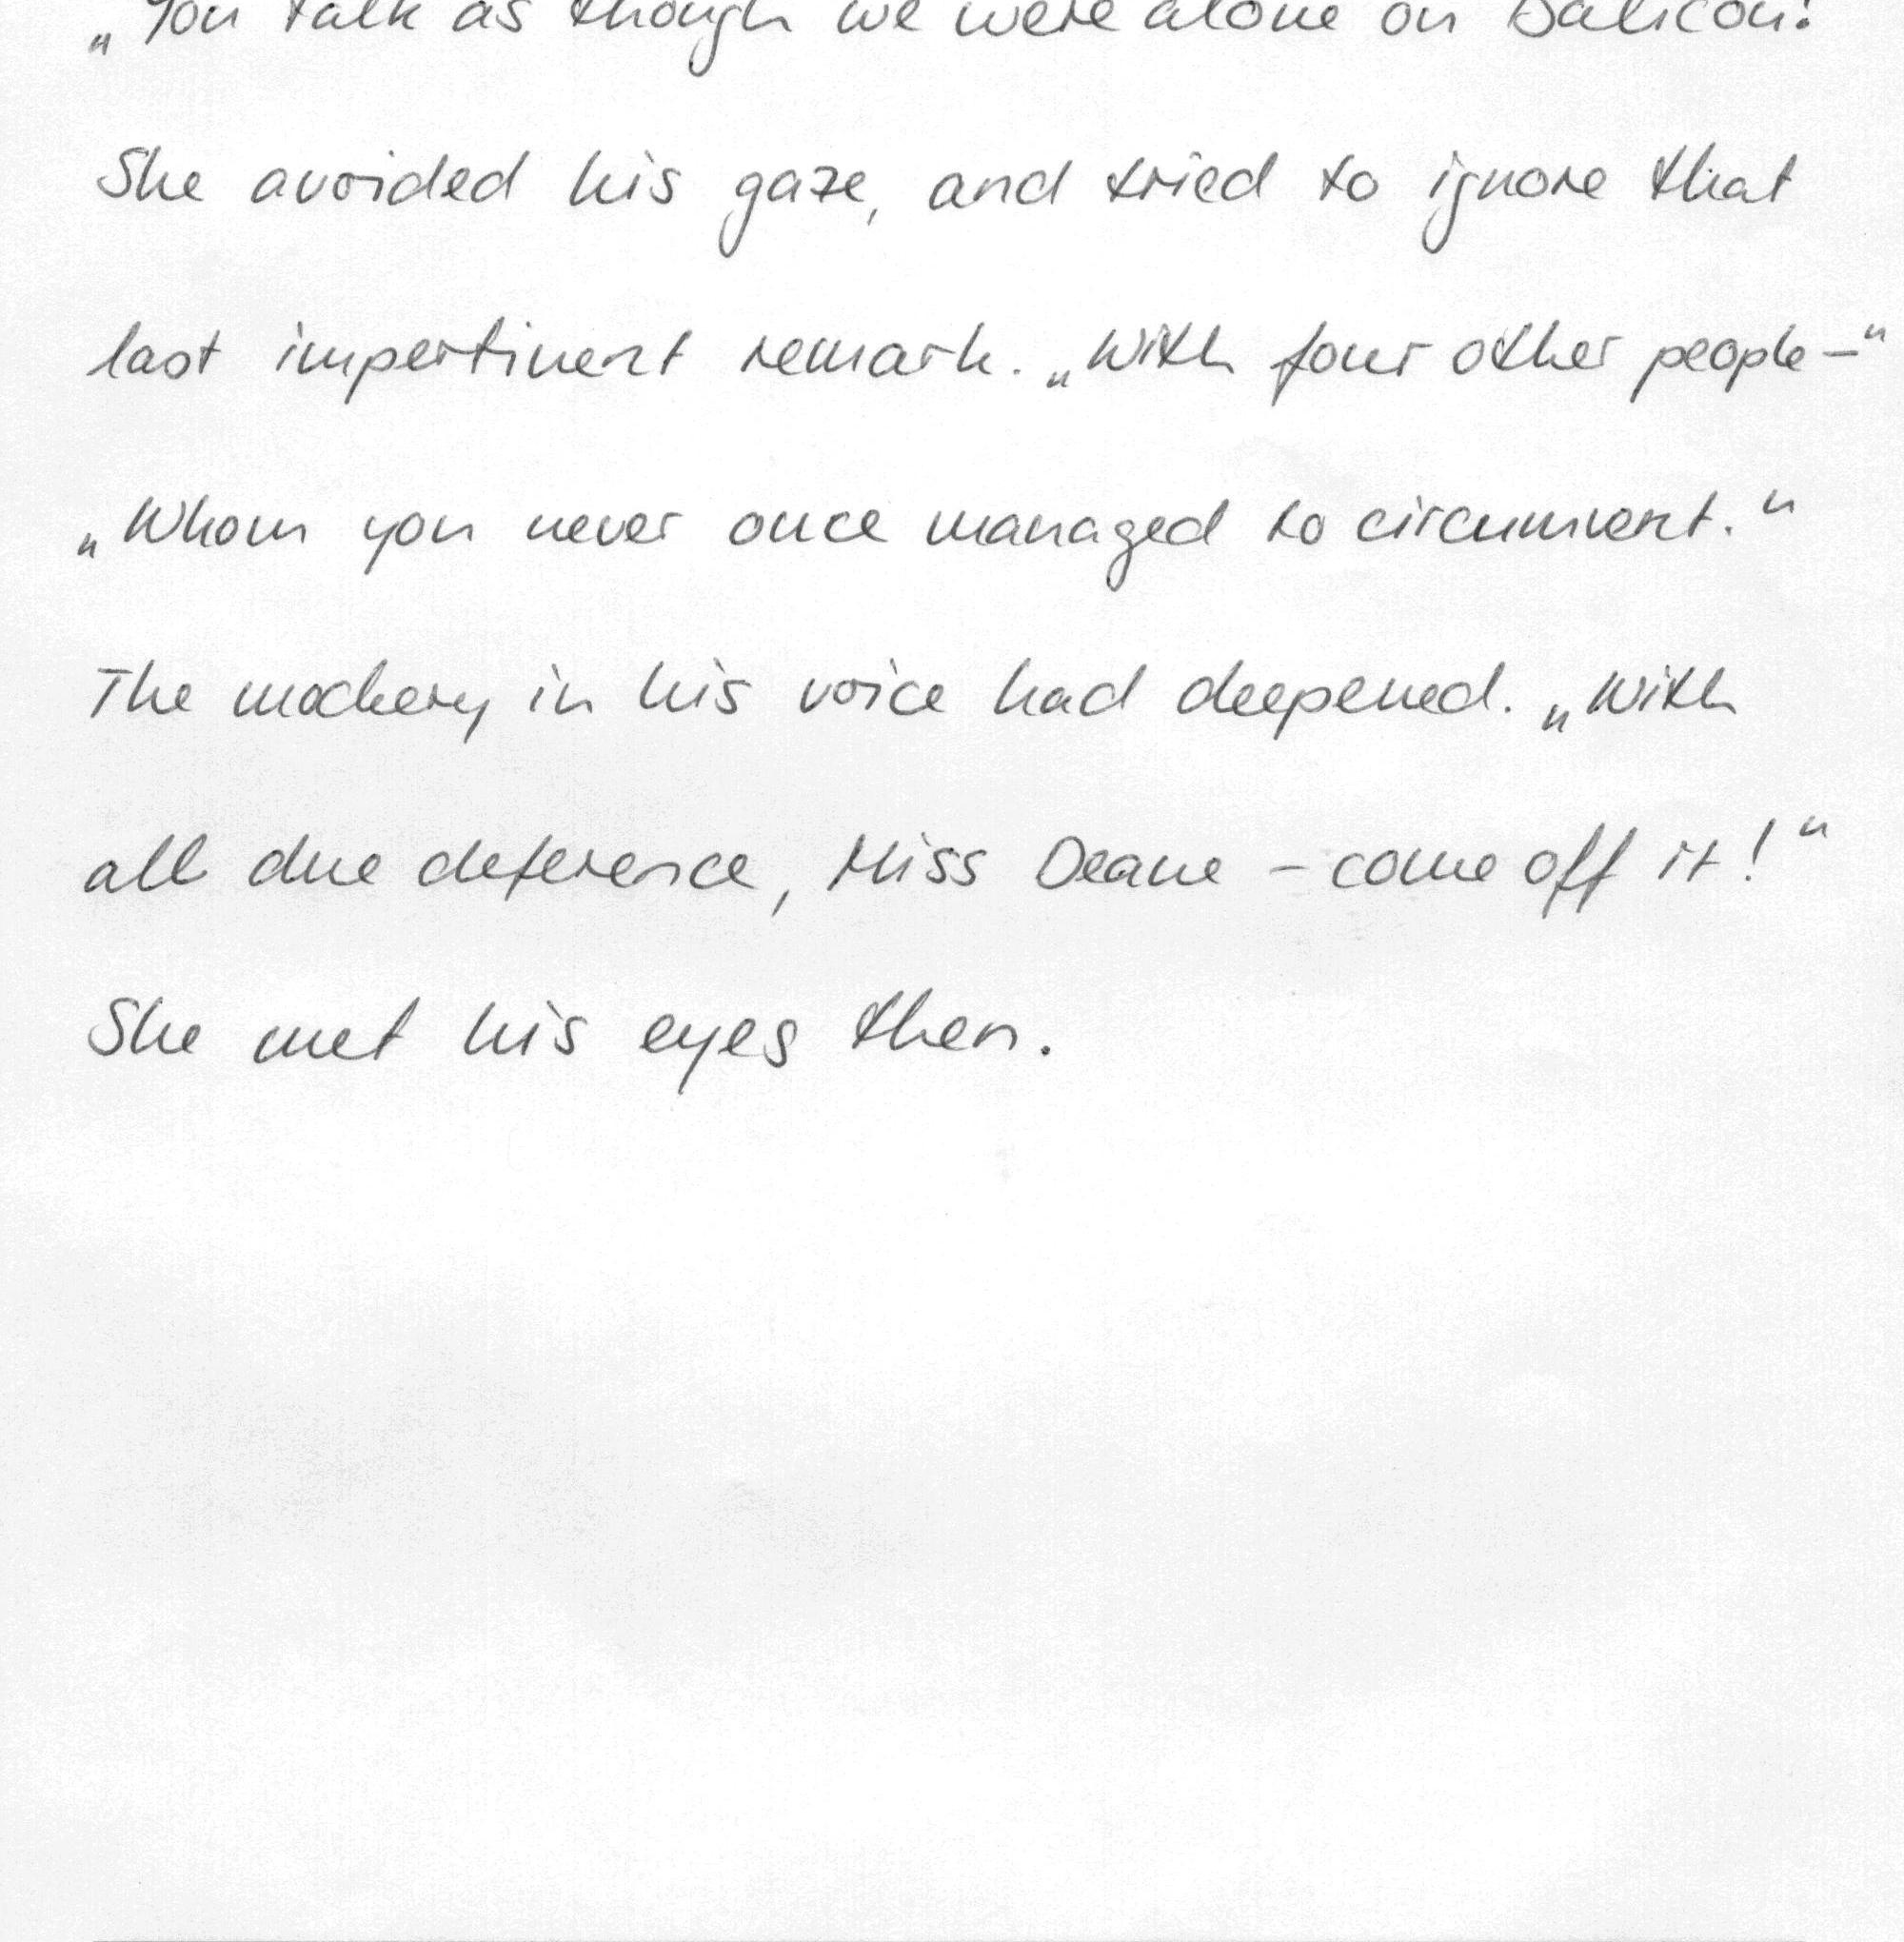 „You talk as though we were alone on Dalicon!
She avoided his gaze, and tried to ignore that
last impertinent remark. „With four other people –“
„Whom you never once managed to circumvent.“
The mockery in his voice had deepened. „With
all due deference, Miss Deane – come off it!“
She met his eyes then.